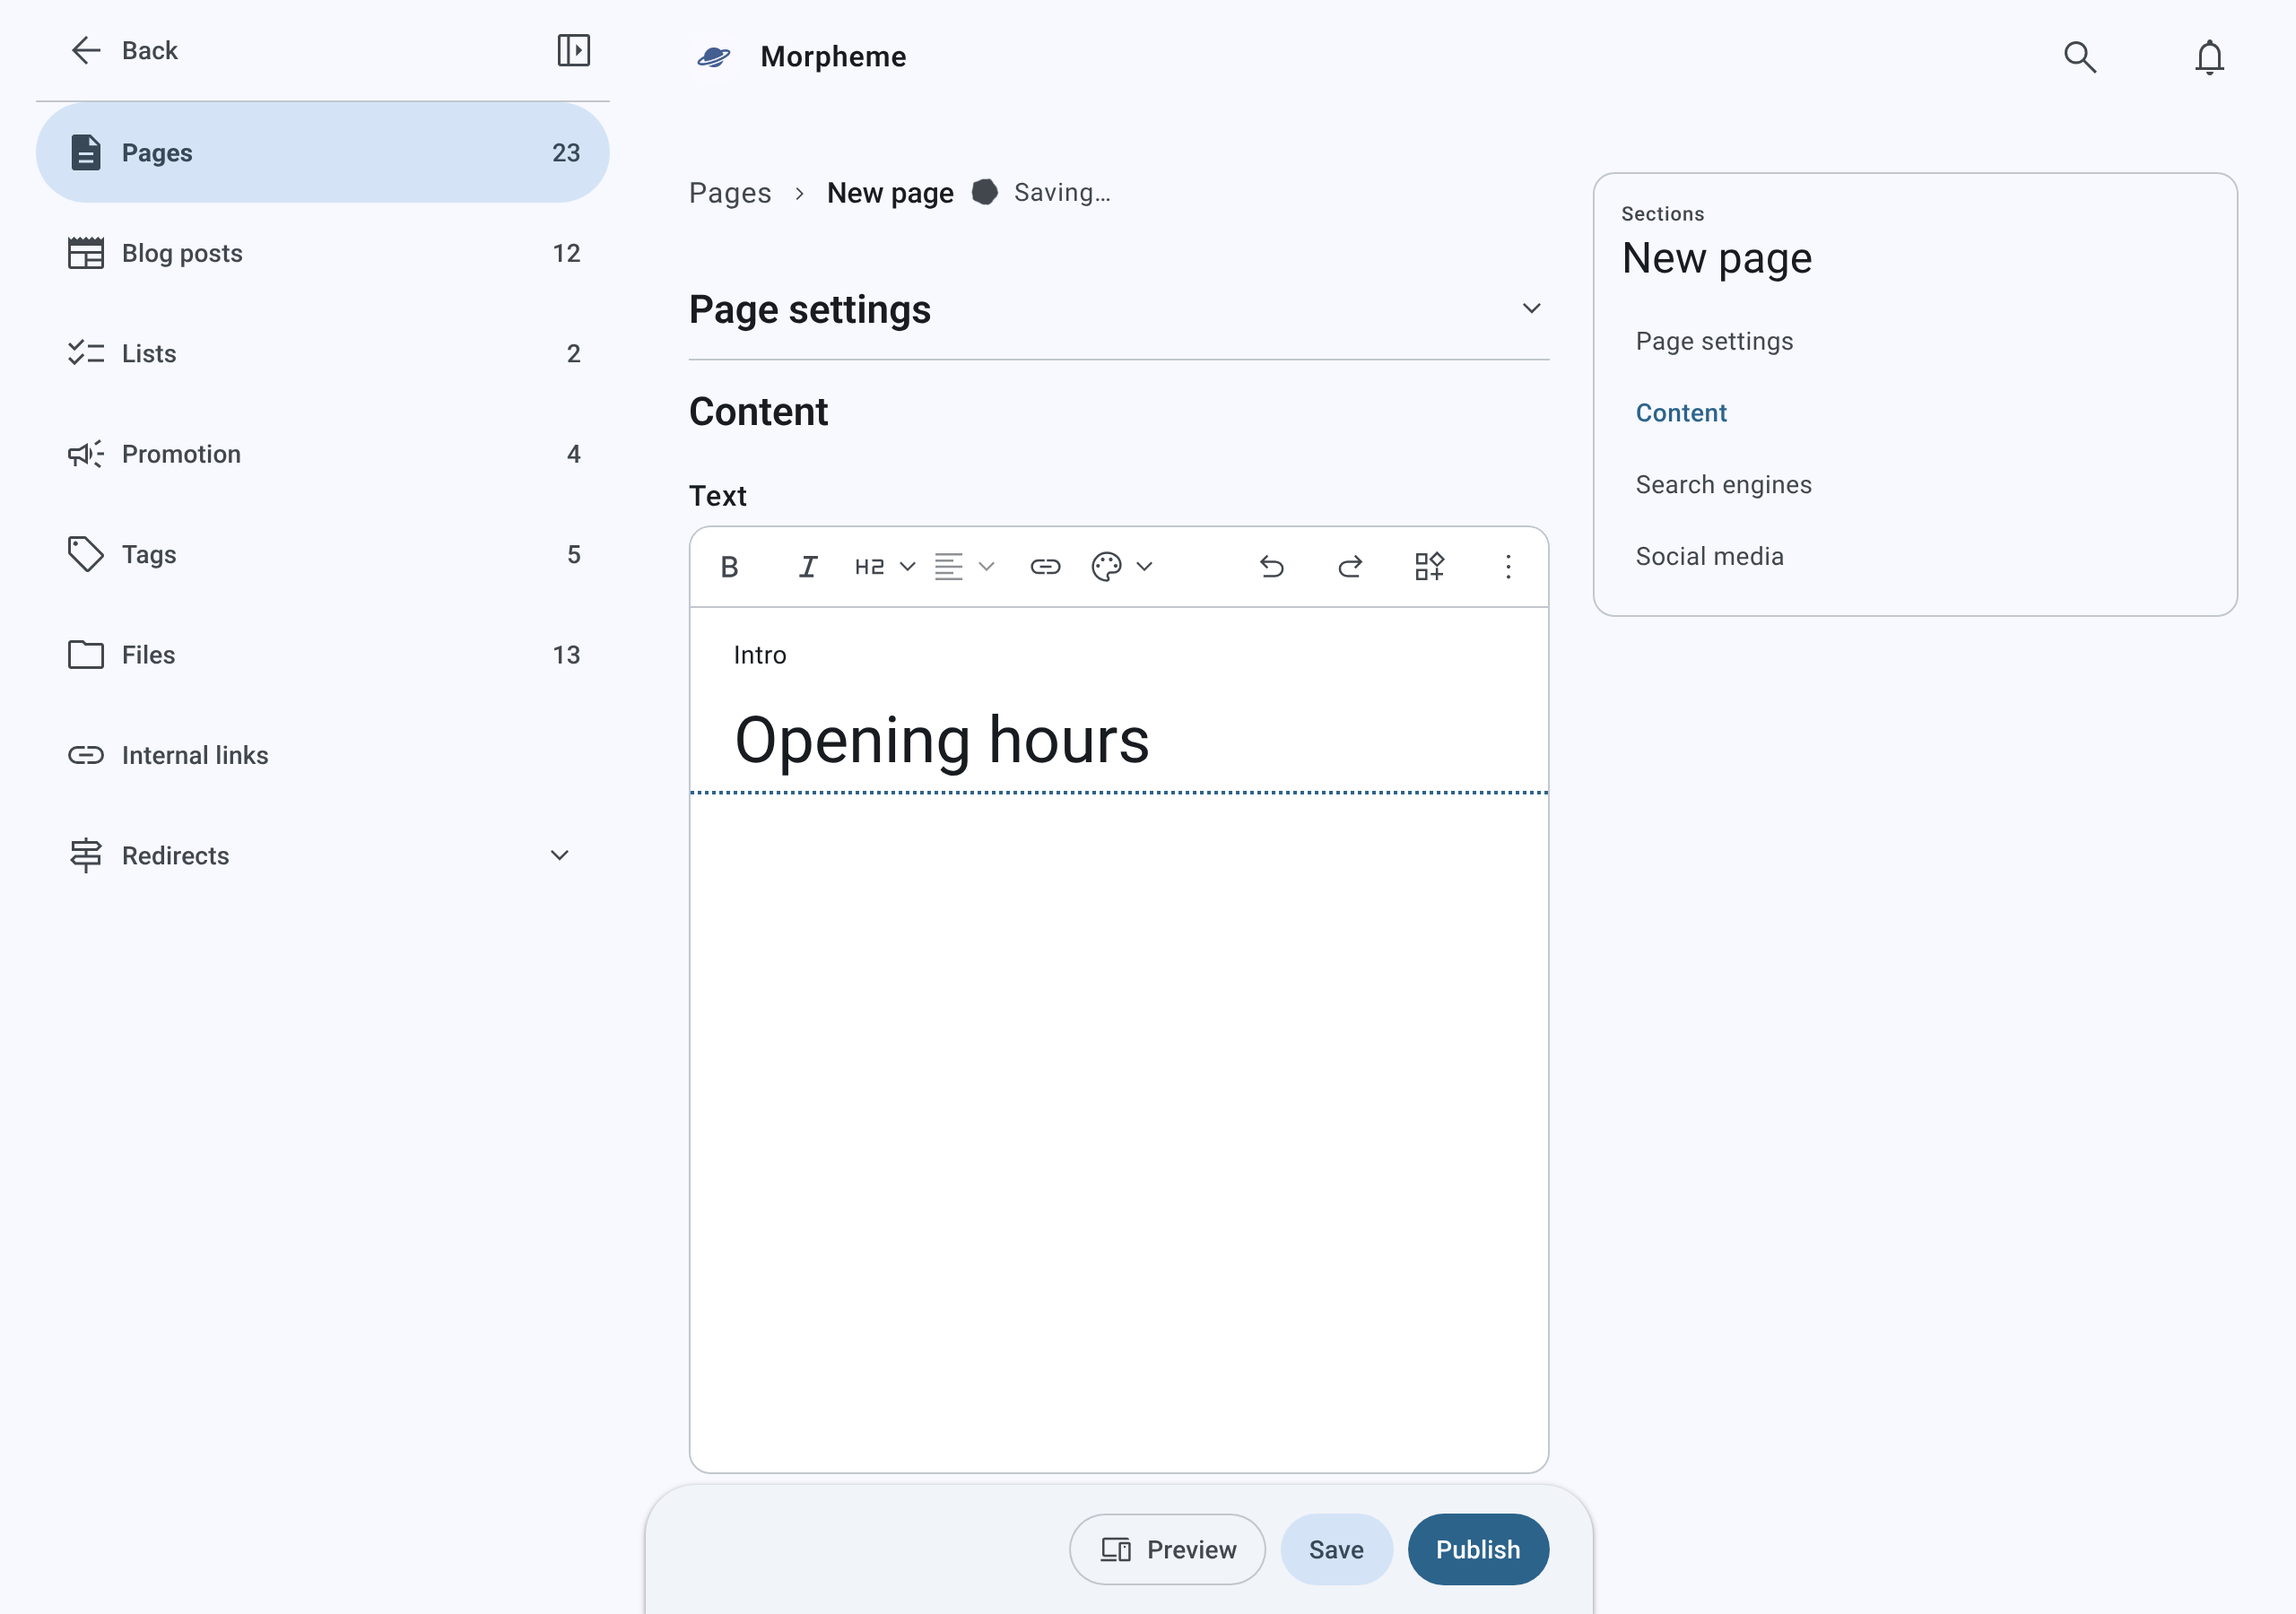 Back
Pages 23
Blog posts 12
Lists 2
Promotion 4
Tags 5
Files 13
Internal links
Redirects
Morpheme
Pages › New page Saving…
Page settings
Content
Text
B I H2
Intro
Opening hours
Preview Save Publish
Sections
New page
Page settings
Content
Search engines
Social media